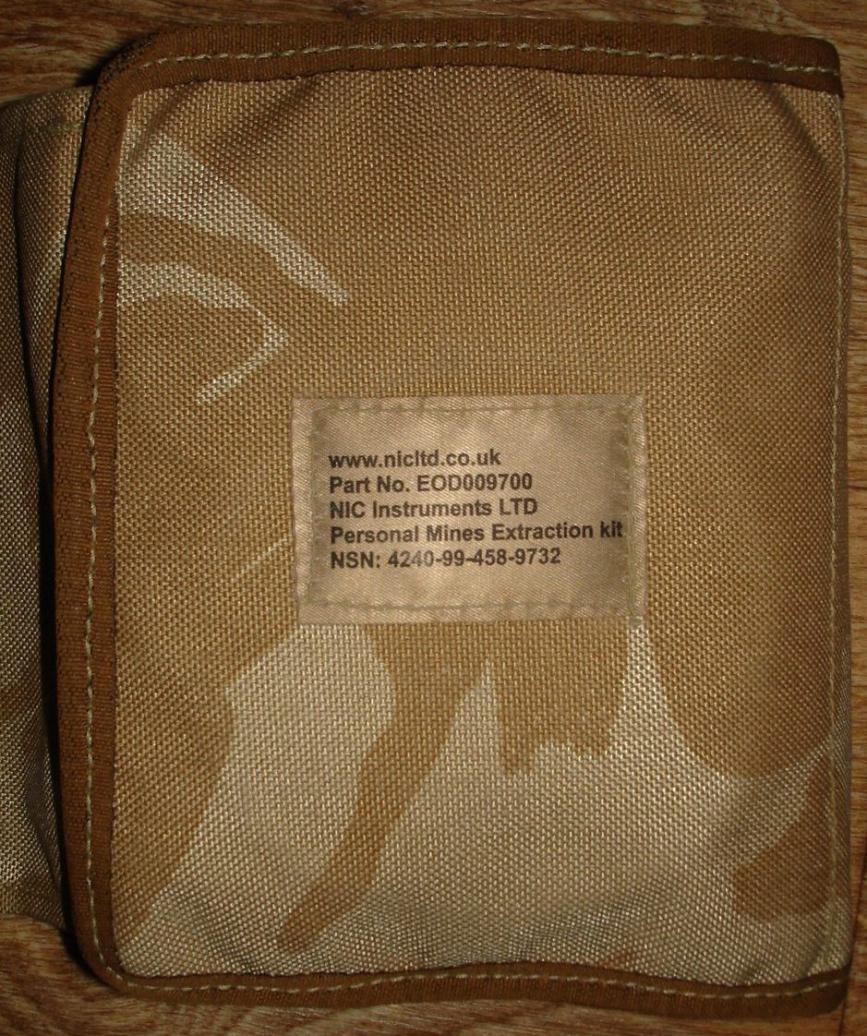 www.nicltd.co.uk
Part No. EOD009700
NIC Instruments LTD
Personal Mines Extraction kit
NSN: 4240-99-458-9732